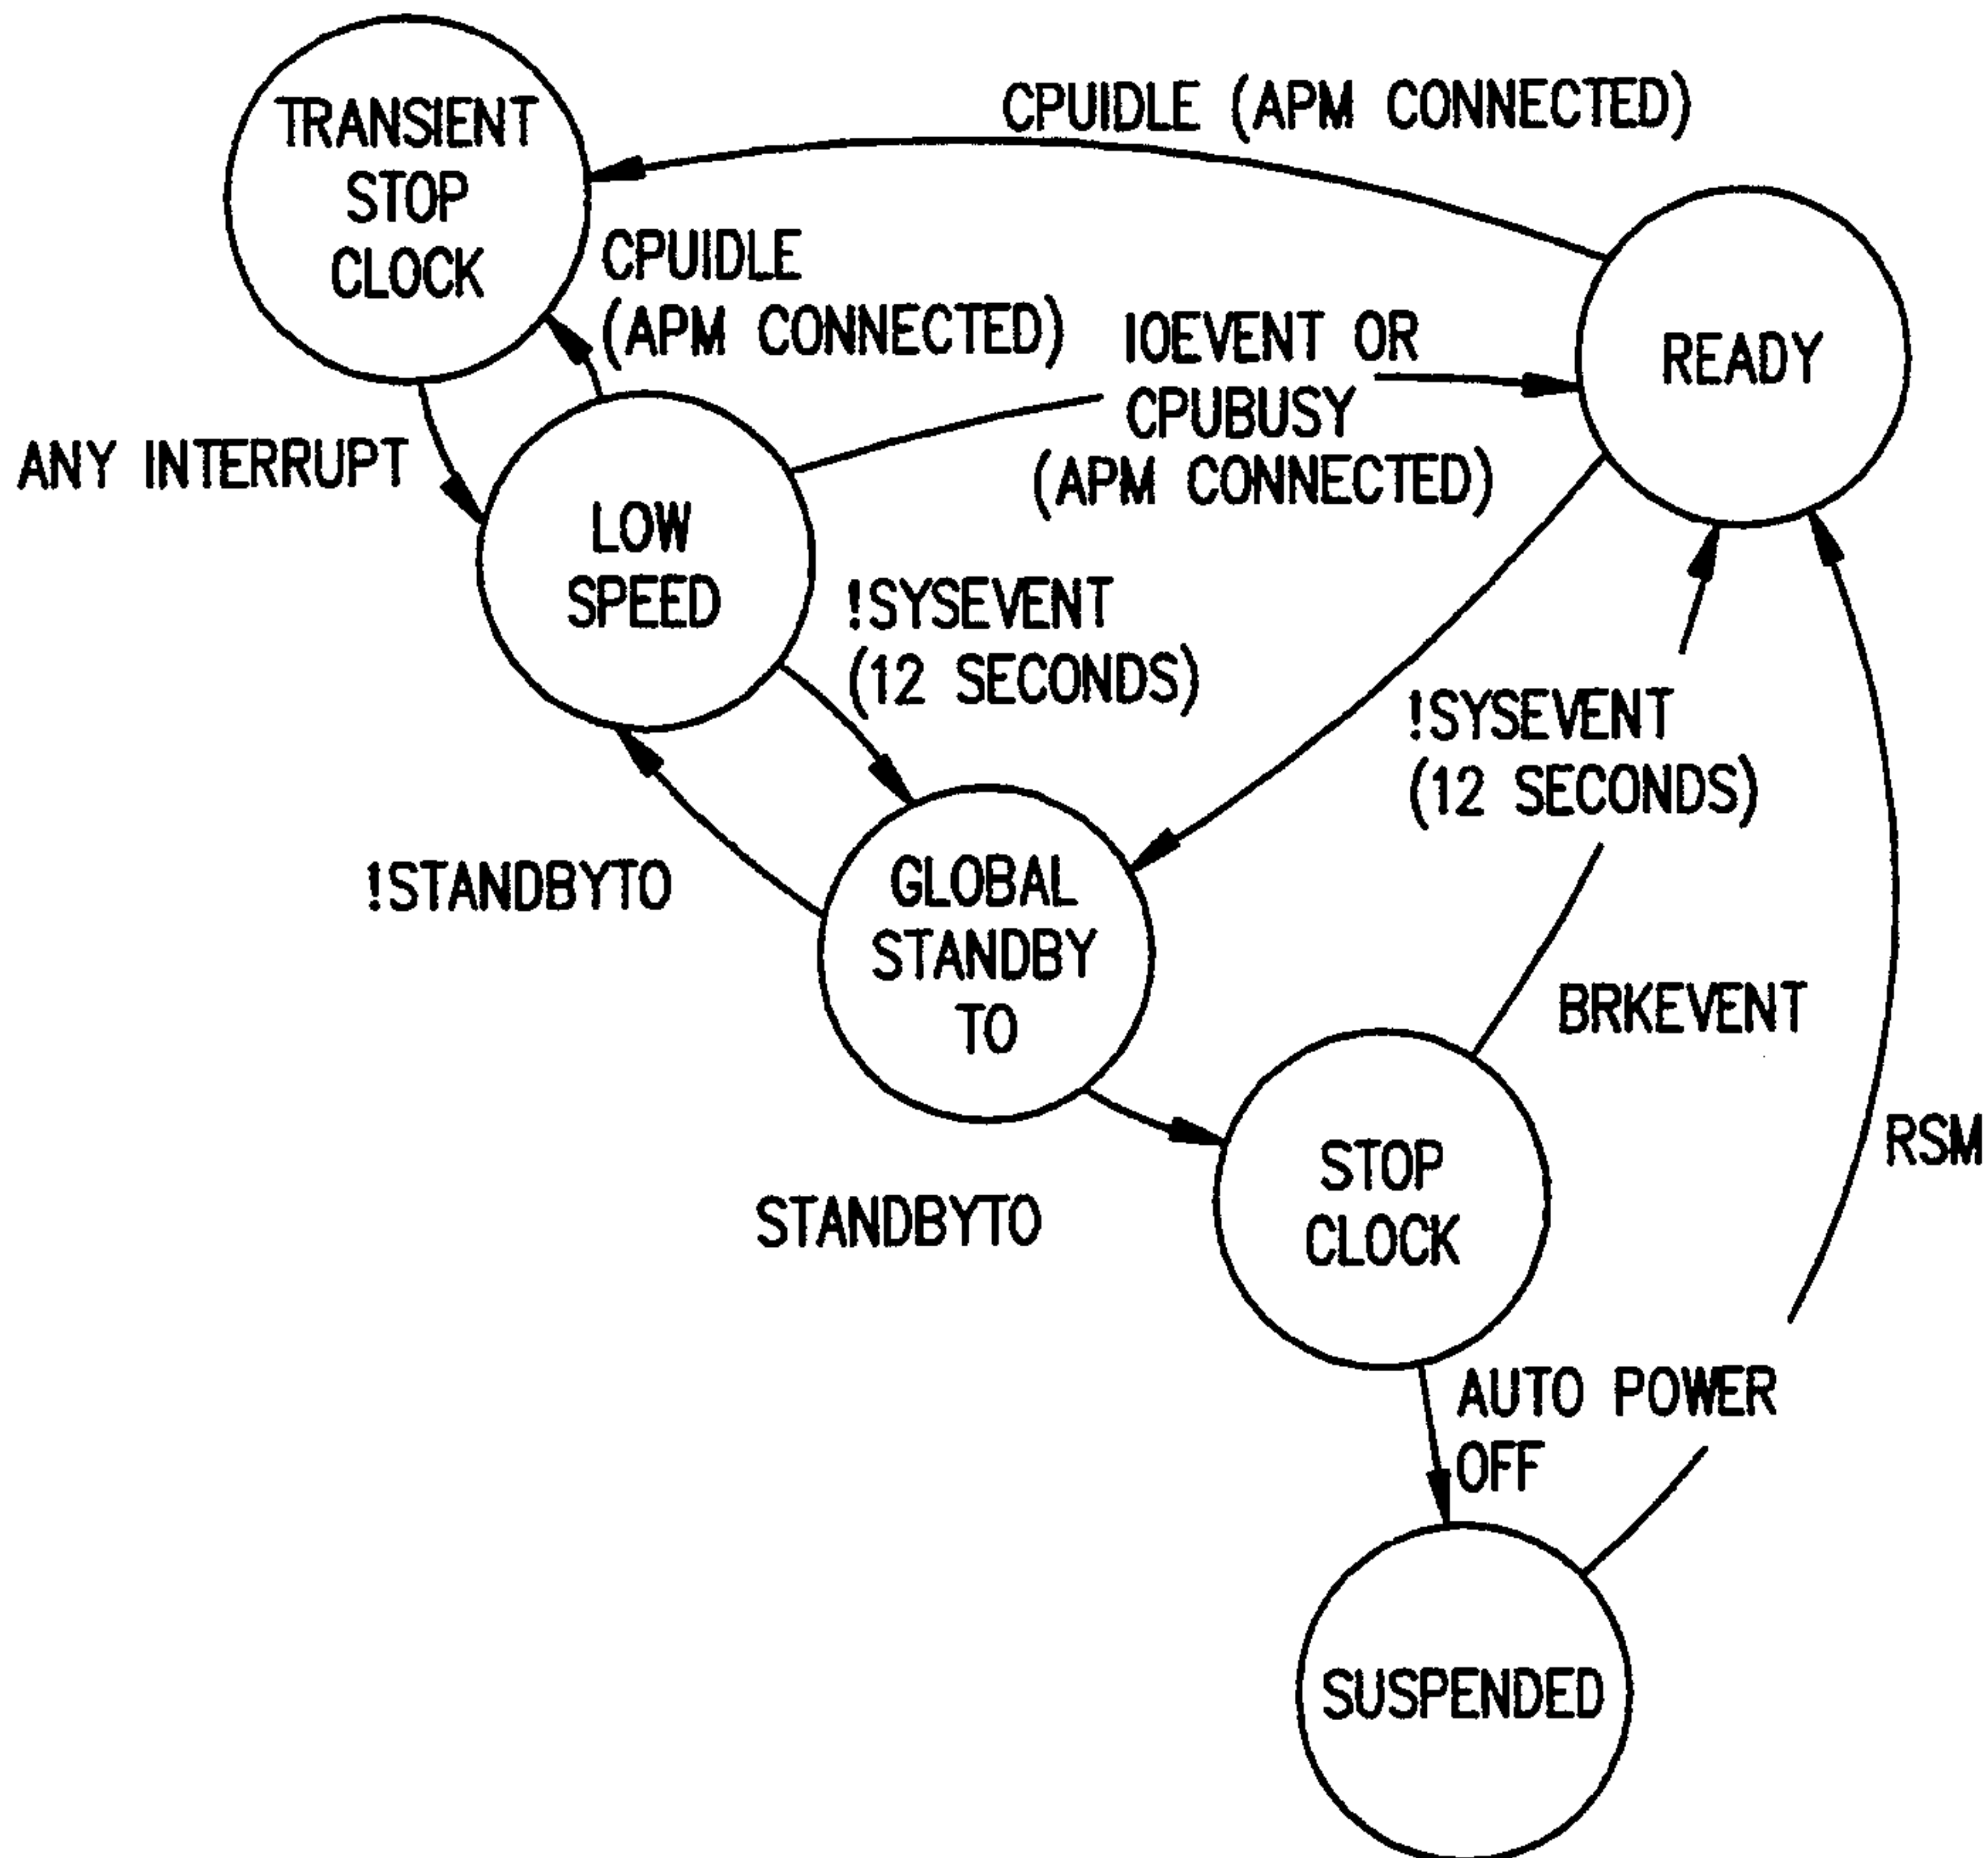 TRANSIENT
STOP
CLOCK
CPUIDLE (APM CONNECTED)
CPUIDLE
(APM CONNECTED)
IOEVENT OR
CPUBUSY
(APM CONNECTED)
READY
ANY INTERRUPT
LOW
SPEED
!SYSEVENT
(12 SECONDS)
!SYSEVENT
(12 SECONDS)
!STANDBYTO
GLOBAL
STANDBY
TO
BRKEVENT
RSM
STANDBYTO
STOP
CLOCK
AUTO POWER
OFF
SUSPENDED